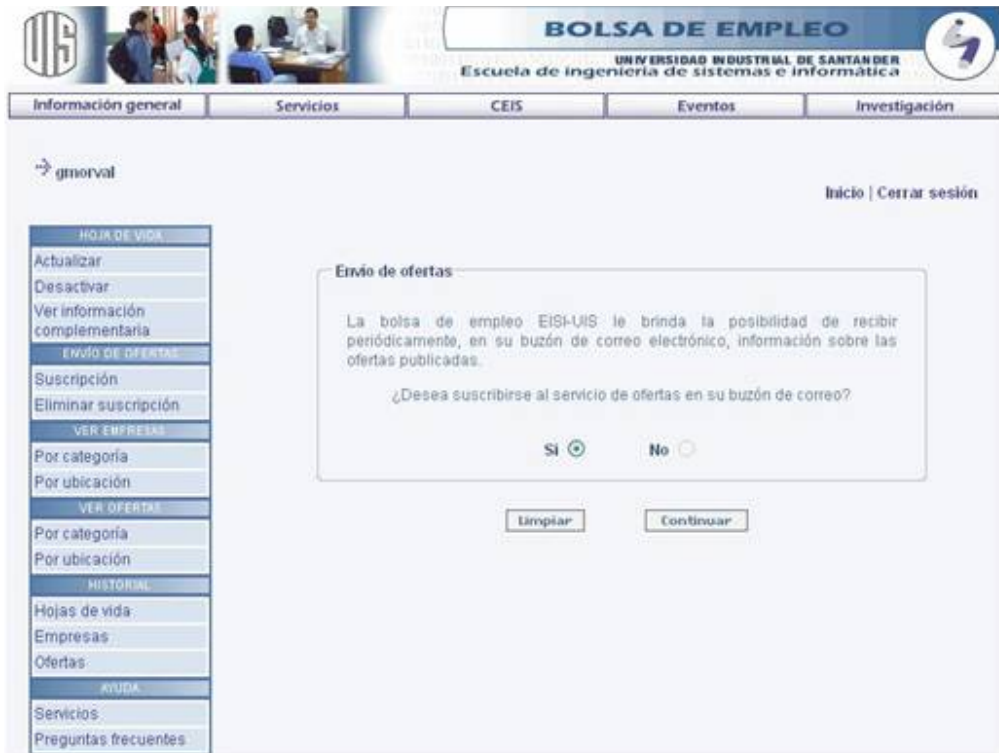 UIS
BOLSA DE EMPLEO
UNIVERSIDAD INDUSTRIAL DE SANTANDER
Escuela de ingeniería de sistemas e informática
Información general
Servicios
CEIS
Eventos
Investigación
gmorval
Inicio | Cerrar sesión
HOJA DE VIDA
Actualizar
Desactivar
Ver información
complementaria
ENVÍO DE OFERTAS
Suscripción
Eliminar suscripción
VER EMPRESAS
Por categoría
Por ubicación
VER OFERTAS
Por categoría
Por ubicación
HISTORIAL
Hojas de vida
Empresas
Ofertas
AYUDA
Servicios
Preguntas frecuentes
Envío de ofertas
La bolsa de empleo EISI-UIS le brinda la posibilidad de recibir
periódicamente, en su buzón de correo electrónico, información sobre las
ofertas publicadas.
¿Desea suscribirse al servicio de ofertas en su buzón de correo?
Si
No
Limpiar
Continuar